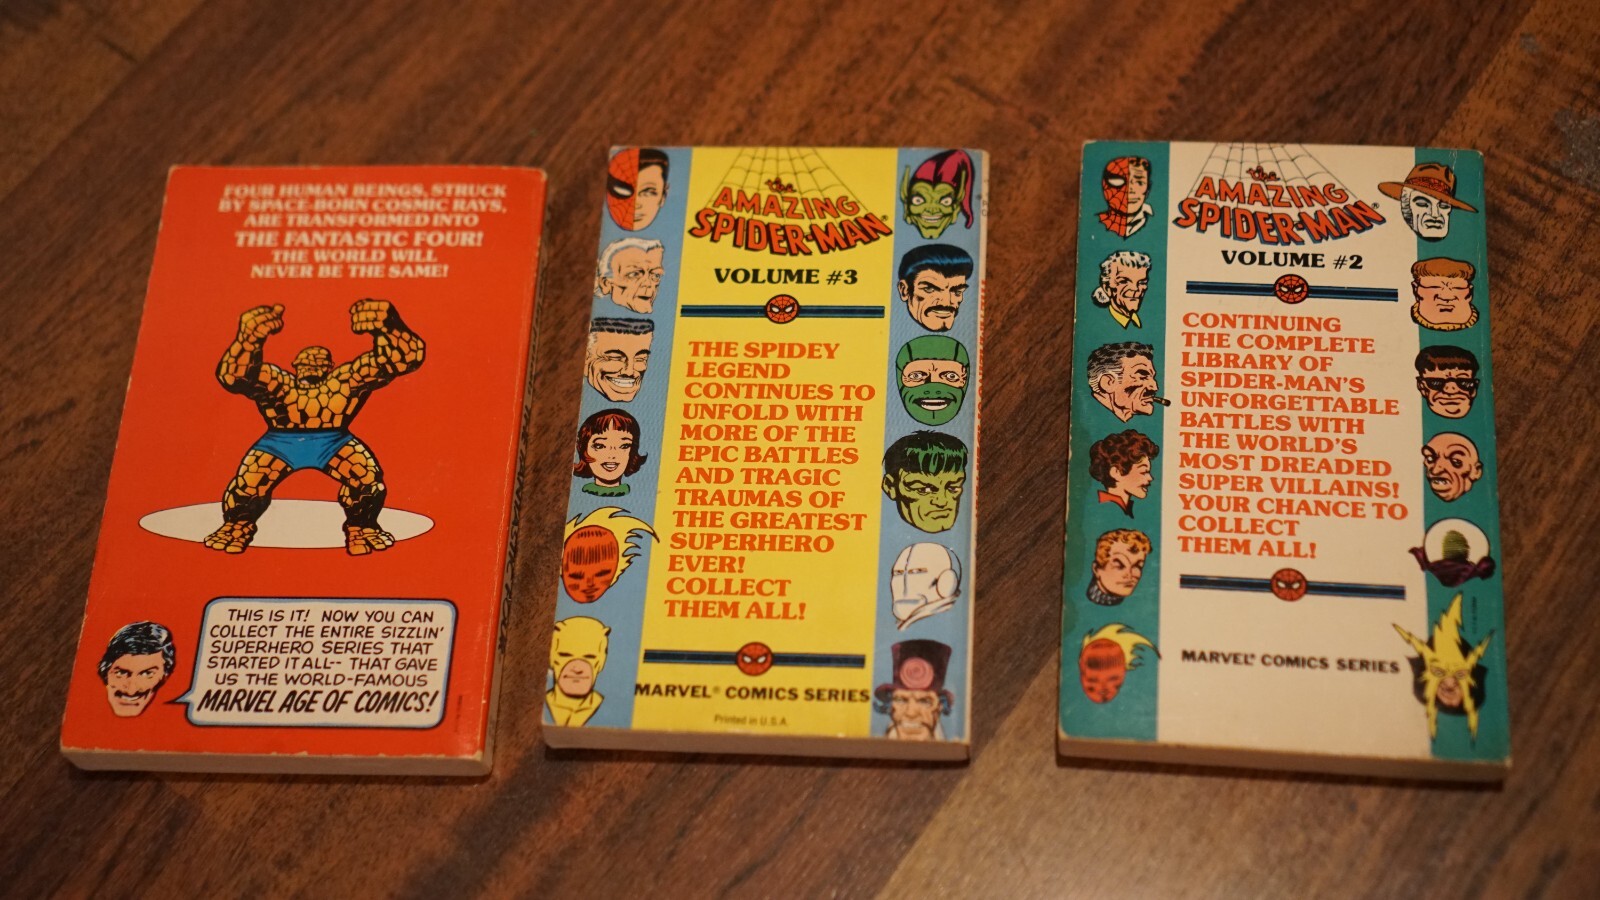 FOUR HUMAN BEINGS, STRUCK
BY SPACE-BORN COSMIC RAYS,
ARE TRANSFORMED INTO
THE FANTASTIC FOUR!
THE WORLD WILL
NEVER BE THE SAME!
THIS IS IT! NOW YOU CAN
COLLECT THE ENTIRE SIZZLIN'
SUPERHERO SERIES THAT
STARTED IT ALL-- THAT GAVE
US THE WORLD-FAMOUS
MARVEL AGE OF COMICS!
the
AMAZING
SPIDER-MAN®
VOLUME #3
THE SPIDEY
LEGEND
CONTINUES TO
UNFOLD WITH
MORE OF THE
EPIC BATTLES
AND TRAGIC
TRAUMAS OF
THE GREATEST
SUPERHERO
EVER!
COLLECT
THEM ALL!
MARVEL® COMICS SERIES
Printed in U.S.A.
the
AMAZING
SPIDER-MAN®
VOLUME #2
CONTINUING
THE COMPLETE
LIBRARY OF
SPIDER-MAN'S
UNFORGETTABLE
BATTLES WITH
THE WORLD'S
MOST DREADED
SUPER VILLAINS!
YOUR CHANCE TO
COLLECT
THEM ALL!
MARVEL® COMICS SERIES